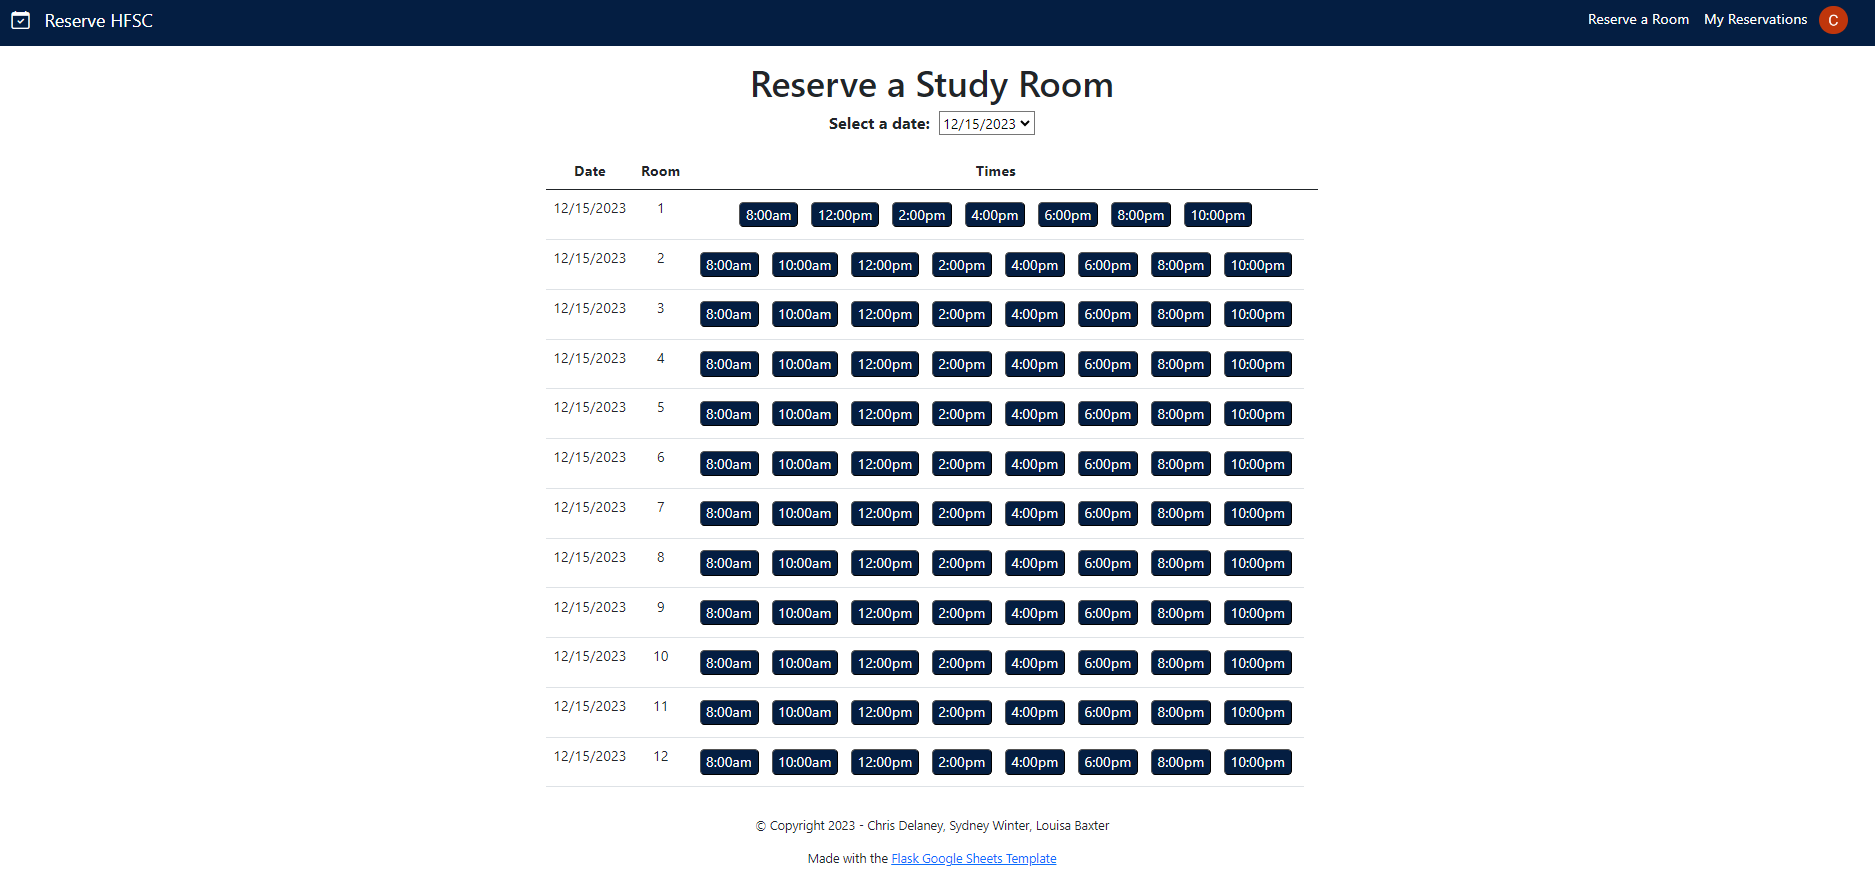 Reserve HFSC Reserve a Room My Reservations C
Reserve a Study Room
Select a date: 12/15/2023
Date Room Times
12/15/2023 1 8:00am 12:00pm 2:00pm 4:00pm 6:00pm 8:00pm 10:00pm
12/15/2023 2 8:00am 10:00am 12:00pm 2:00pm 4:00pm 6:00pm 8:00pm 10:00pm
12/15/2023 3 8:00am 10:00am 12:00pm 2:00pm 4:00pm 6:00pm 8:00pm 10:00pm
12/15/2023 4 8:00am 10:00am 12:00pm 2:00pm 4:00pm 6:00pm 8:00pm 10:00pm
12/15/2023 5 8:00am 10:00am 12:00pm 2:00pm 4:00pm 6:00pm 8:00pm 10:00pm
12/15/2023 6 8:00am 10:00am 12:00pm 2:00pm 4:00pm 6:00pm 8:00pm 10:00pm
12/15/2023 7 8:00am 10:00am 12:00pm 2:00pm 4:00pm 6:00pm 8:00pm 10:00pm
12/15/2023 8 8:00am 10:00am 12:00pm 2:00pm 4:00pm 6:00pm 8:00pm 10:00pm
12/15/2023 9 8:00am 10:00am 12:00pm 2:00pm 4:00pm 6:00pm 8:00pm 10:00pm
12/15/2023 10 8:00am 10:00am 12:00pm 2:00pm 4:00pm 6:00pm 8:00pm 10:00pm
12/15/2023 11 8:00am 10:00am 12:00pm 2:00pm 4:00pm 6:00pm 8:00pm 10:00pm
12/15/2023 12 8:00am 10:00am 12:00pm 2:00pm 4:00pm 6:00pm 8:00pm 10:00pm
© Copyright 2023 - Chris Delaney, Sydney Winter, Louisa Baxter
Made with the Flask Google Sheets Template